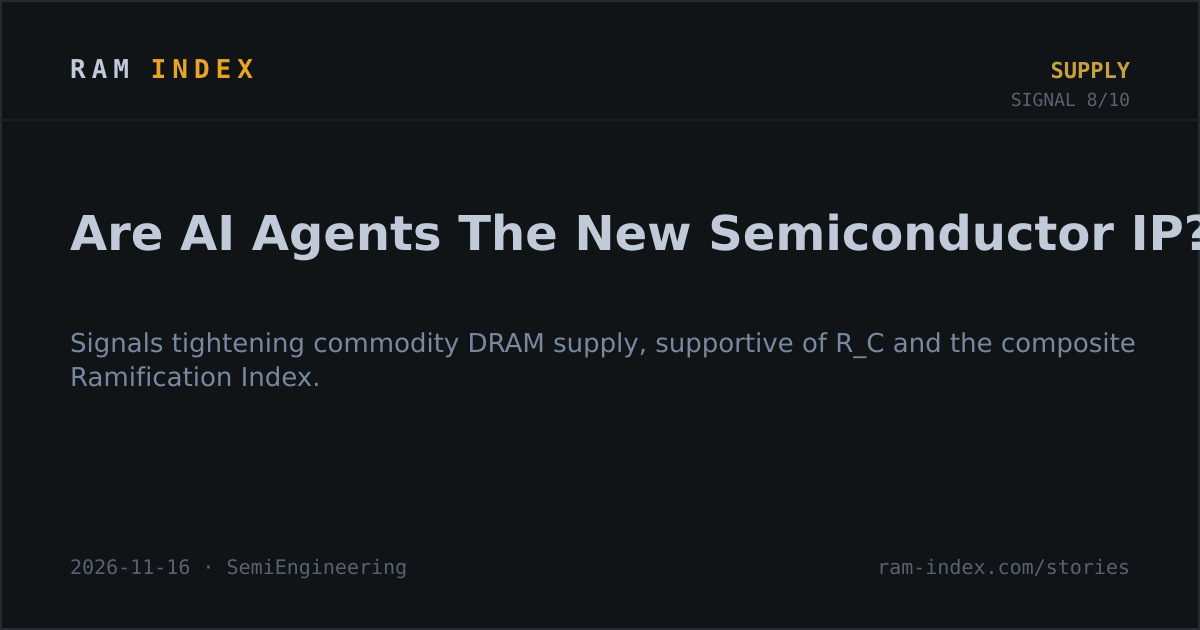 RAM INDEX
SUPPLY
SIGNAL 8/10
Are AI Agents The New Semiconductor IP?
Signals tightening commodity DRAM supply, supportive of R_C and the composite
Ramification Index.
2026-11-16 · SemiEngineering
ram-index.com/stories